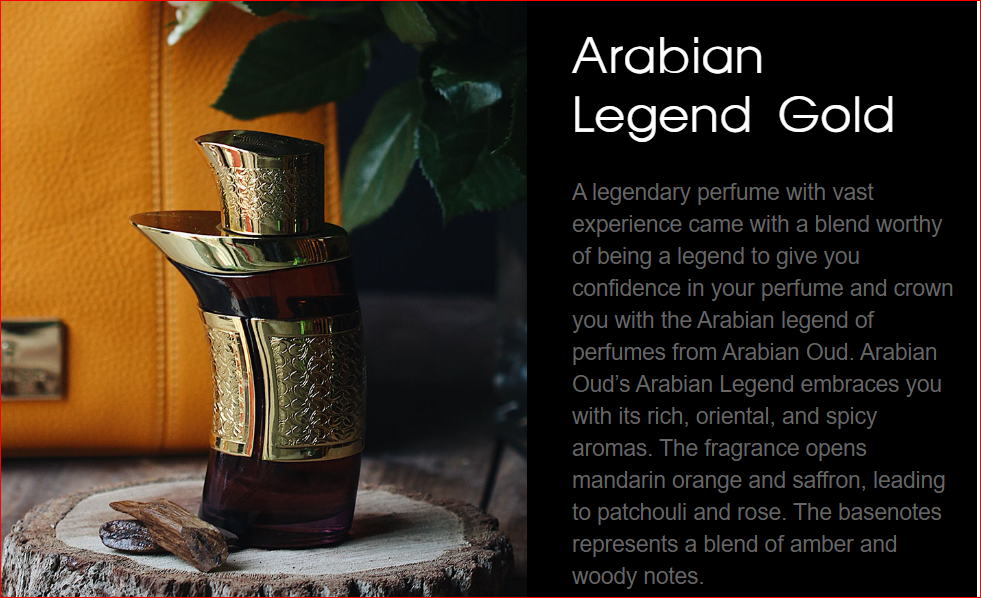 Arabian
Legend Gold
A legendary perfume with vast
experience came with a blend worthy
of being a legend to give you
confidence in your perfume and crown
you with the Arabian legend of
perfumes from Arabian Oud. Arabian
Oud’s Arabian Legend embraces you
with its rich, oriental, and spicy
aromas. The fragrance opens
mandarin orange and saffron, leading
to patchouli and rose. The basenotes
represents a blend of amber and
woody notes.